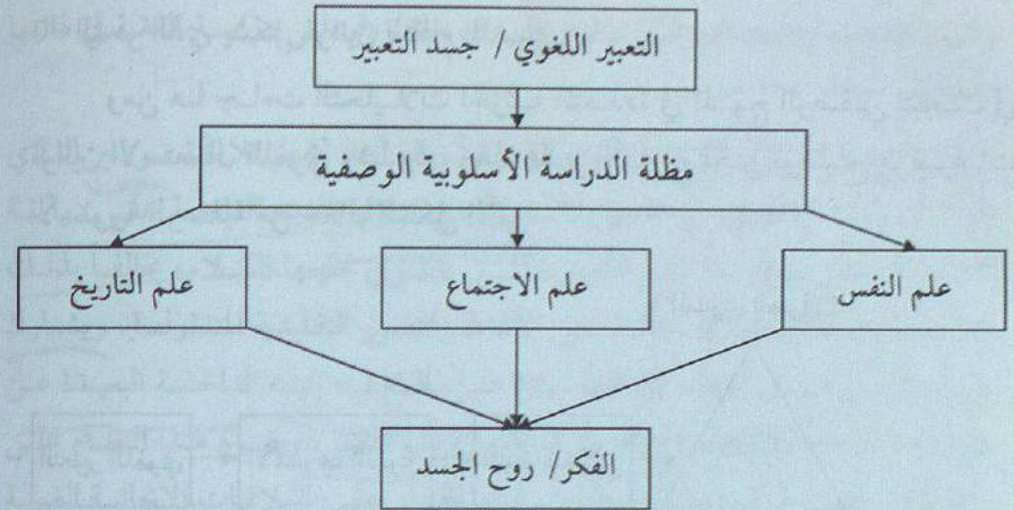 التعبير اللغوي / جسد التعبير
مظلة الدراسة الأسلوبية الوصفية
علم النفس
علم الاجتماع
علم التاريخ
الفكر/ روح الجسد